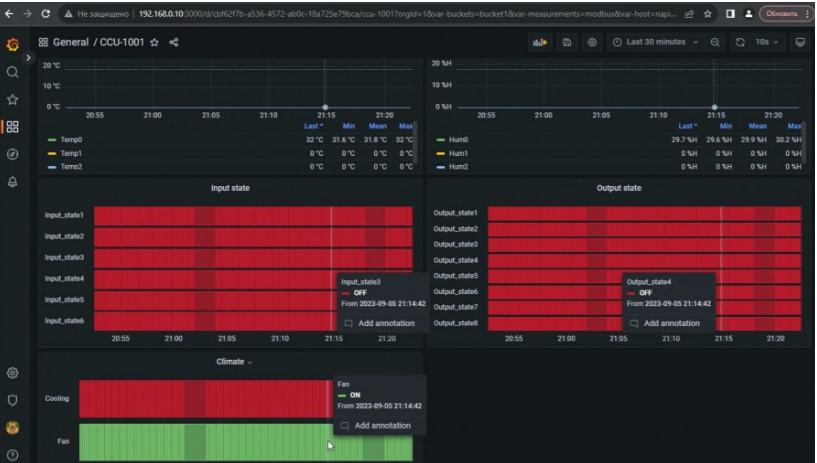 Не защищено | 192.168.0.10:3000/d/cbf62f7b-a536-4572-ab0c-18a725e79bca/ccu-1001?orgId=1&var-buckets=bucket1&var-measurements=modbus&var-host=napi... Обновить
General / CCU-1001 Last 30 minutes 10s
20 °C
10 °C
0 °C
20:55 21:00 21:05 21:10 21:15 21:20
Last * Min Mean Max
Temp0 32 °C 31.6 °C 31.8 °C 32 °C
Temp1 0 °C 0 °C 0 °C 0 °C
Temp2 0 °C 0 °C 0 °C 0 °C
20 %H
10 %H
0 %H
20:55 21:00 21:05 21:10 21:15 21:20
Last * Min Mean Max
Hum0 29.7 %H 29.6 %H 29.9 %H 30.2 %H
Hum1 0 %H 0 %H 0 %H 0 %H
Hum2 0 %H 0 %H 0 %H 0 %H
Input state
Input_state1
Input_state2
Input_state3
Input_state4
Input_state5
Input_state6
20:55 21:00 21:05 21:10 21:15 21:20
Input_state3
OFF
From 2023-09-05 21:14:42
Add annotation
Output state
Output_state1
Output_state2
Output_state3
Output_state4
Output_state5
Output_state6
Output_state7
Output_state8
20:55 21:00 21:05 21:10 21:15 21:20
Output_state4
OFF
From 2023-09-05 21:14:42
Add annotation
Climate
Cooling
Fan
Fan
ON
From 2023-09-05 21:14:42
Add annotation